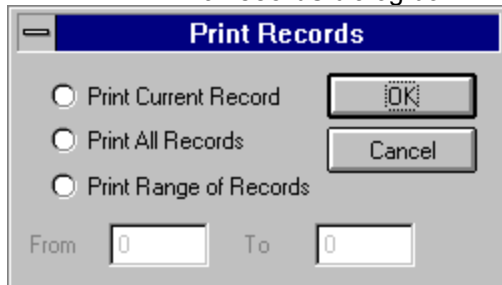 Print Records
Print Current Record
OK
Print All Records
Cancel
Print Range of Records
From 0 To 0